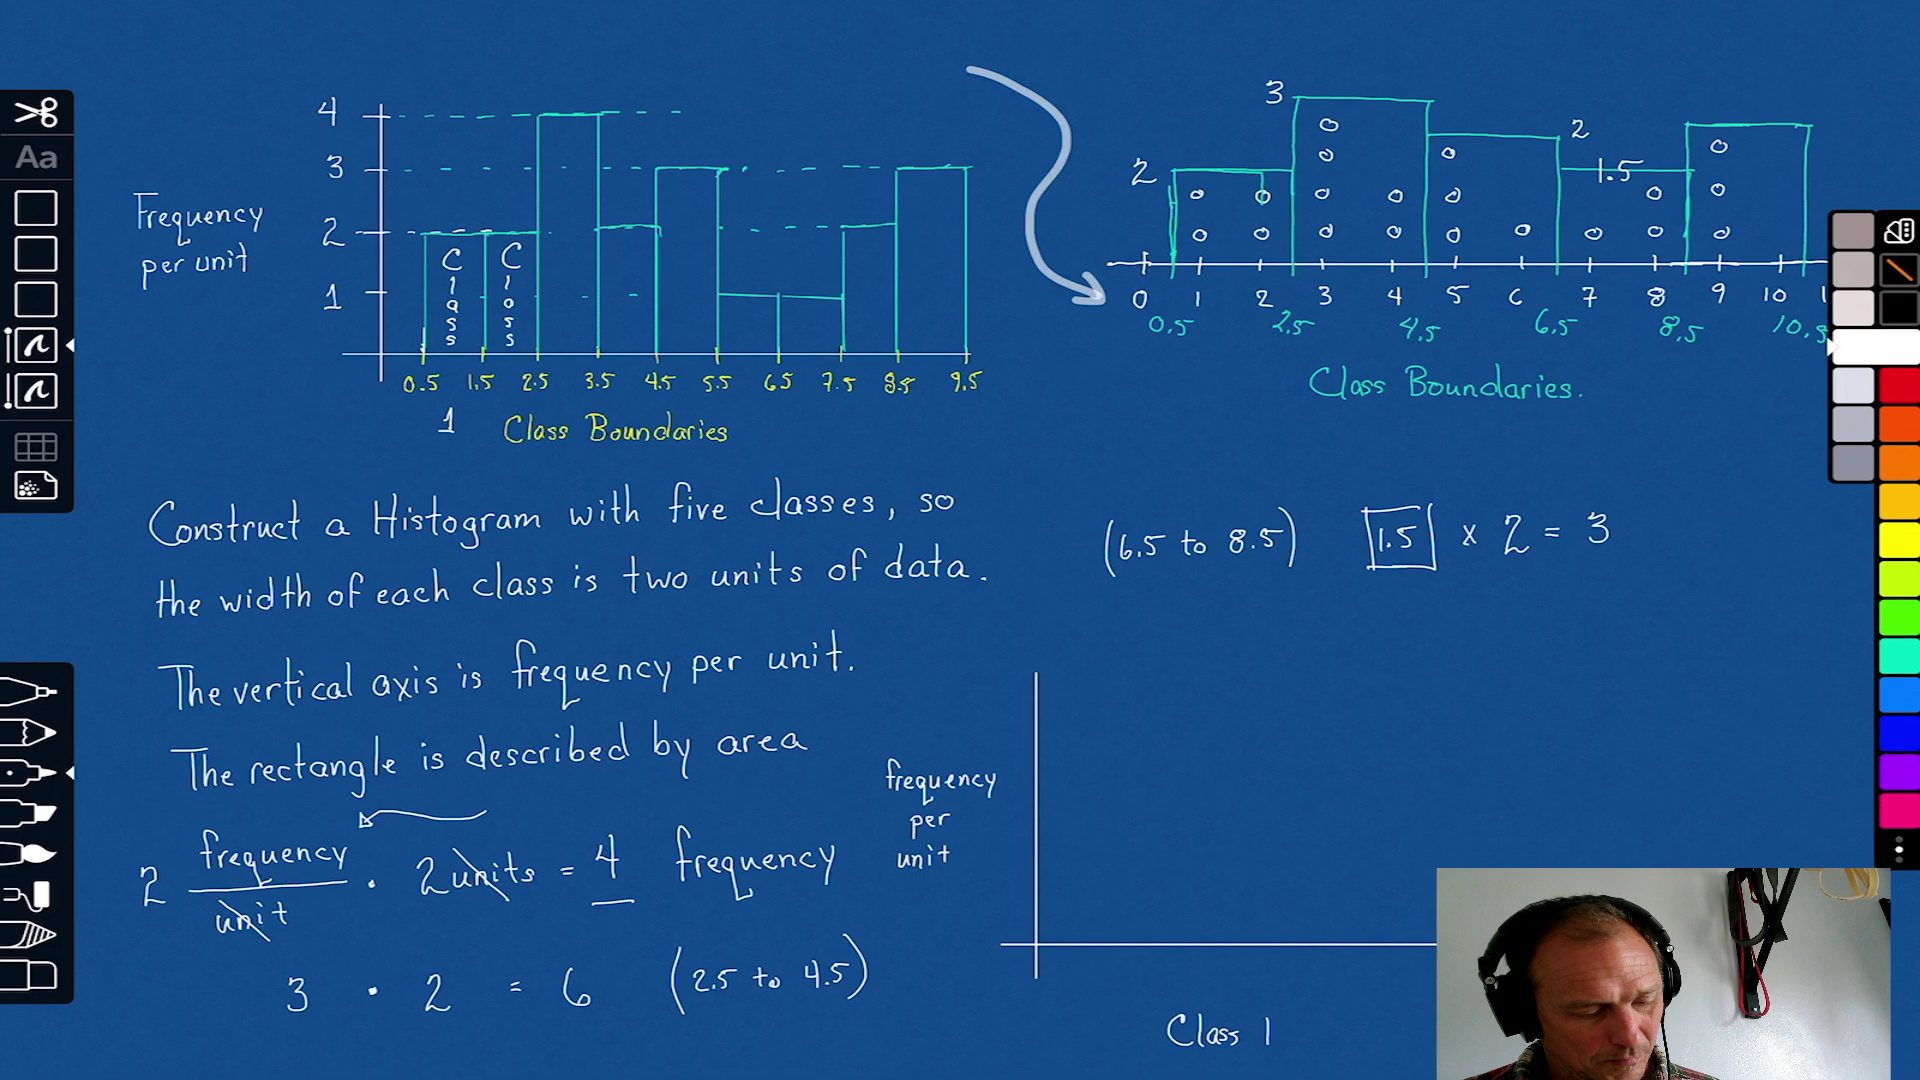 Aa
4
3
2
1
Frequency
per unit
Class
Class
0.5 1.5 2.5 3.5 4.5 5.5 6.5 7.5 8.5 9.5
1
Class Boundaries
2
3
2
1.5
0 1 2 3 4 5 6 7 8 9 10
0.5 2.5 4.5 6.5 8.5 10.5
Class Boundaries.
Construct a Histogram with five classes, so
the width of each class is two units of data.
The vertical axis is frequency per unit.
The rectangle is described by area
2 frequency/unit · 2 units = 4 frequency
3 · 2 = 6 (2.5 to 4.5)
(6.5 to 8.5) 1.5 x 2 = 3
frequency
per
unit
Class 1